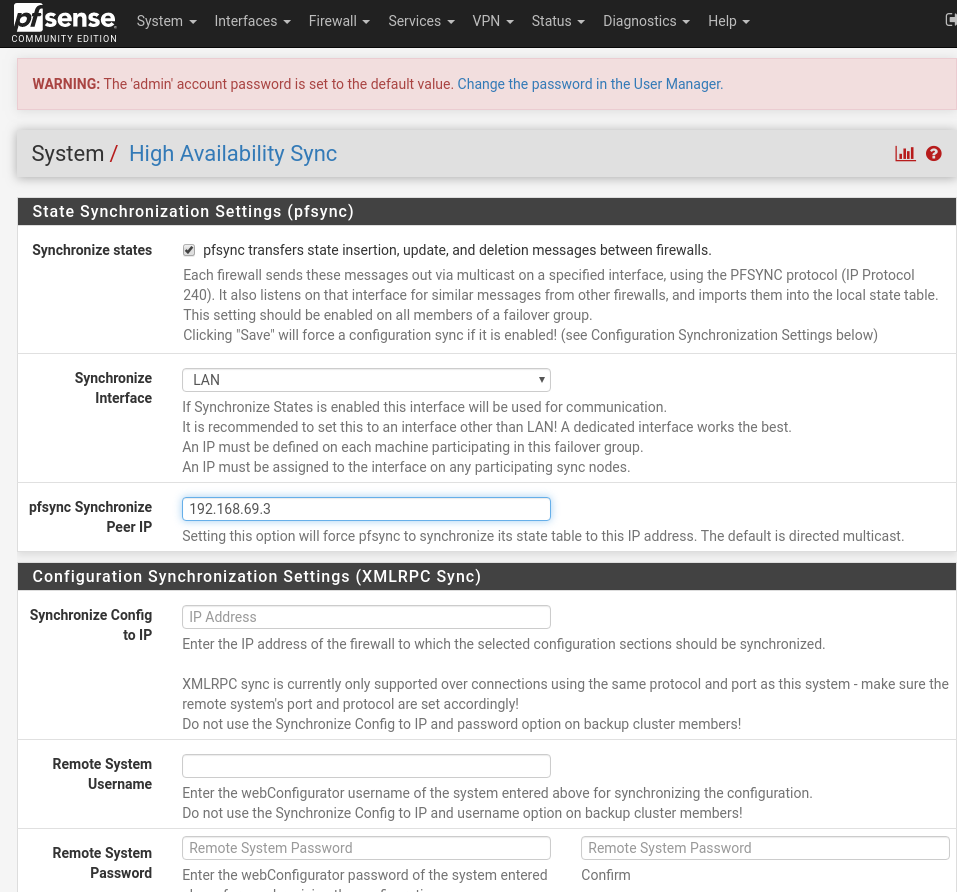 pfsense
COMMUNITY EDITION
System Interfaces Firewall Services VPN Status Diagnostics Help
WARNING: The 'admin' account password is set to the default value. Change the password in the User Manager.
System / High Availability Sync
State Synchronization Settings (pfsync)
Synchronize states
pfsync transfers state insertion, update, and deletion messages between firewalls.
Each firewall sends these messages out via multicast on a specified interface, using the PFSYNC protocol (IP Protocol
240). It also listens on that interface for similar messages from other firewalls, and imports them into the local state table.
This setting should be enabled on all members of a failover group.
Clicking "Save" will force a configuration sync if it is enabled! (see Configuration Synchronization Settings below)
Synchronize
Interface
LAN
If Synchronize States is enabled this interface will be used for communication.
It is recommended to set this to an interface other than LAN! A dedicated interface works the best.
An IP must be defined on each machine participating in this failover group.
An IP must be assigned to the interface on any participating sync nodes.
pfsync Synchronize
Peer IP
192.168.69.3
Setting this option will force pfsync to synchronize its state table to this IP address. The default is directed multicast.
Configuration Synchronization Settings (XMLRPC Sync)
Synchronize Config
to IP
IP Address
Enter the IP address of the firewall to which the selected configuration sections should be synchronized.
XMLRPC sync is currently only supported over connections using the same protocol and port as this system - make sure the
remote system's port and protocol are set accordingly!
Do not use the Synchronize Config to IP and password option on backup cluster members!
Remote System
Username
Enter the webConfigurator username of the system entered above for synchronizing the configuration.
Do not use the Synchronize Config to IP and username option on backup cluster members!
Remote System
Password
Remote System Password
Enter the webConfigurator password of the system entered
Remote System Password
Confirm